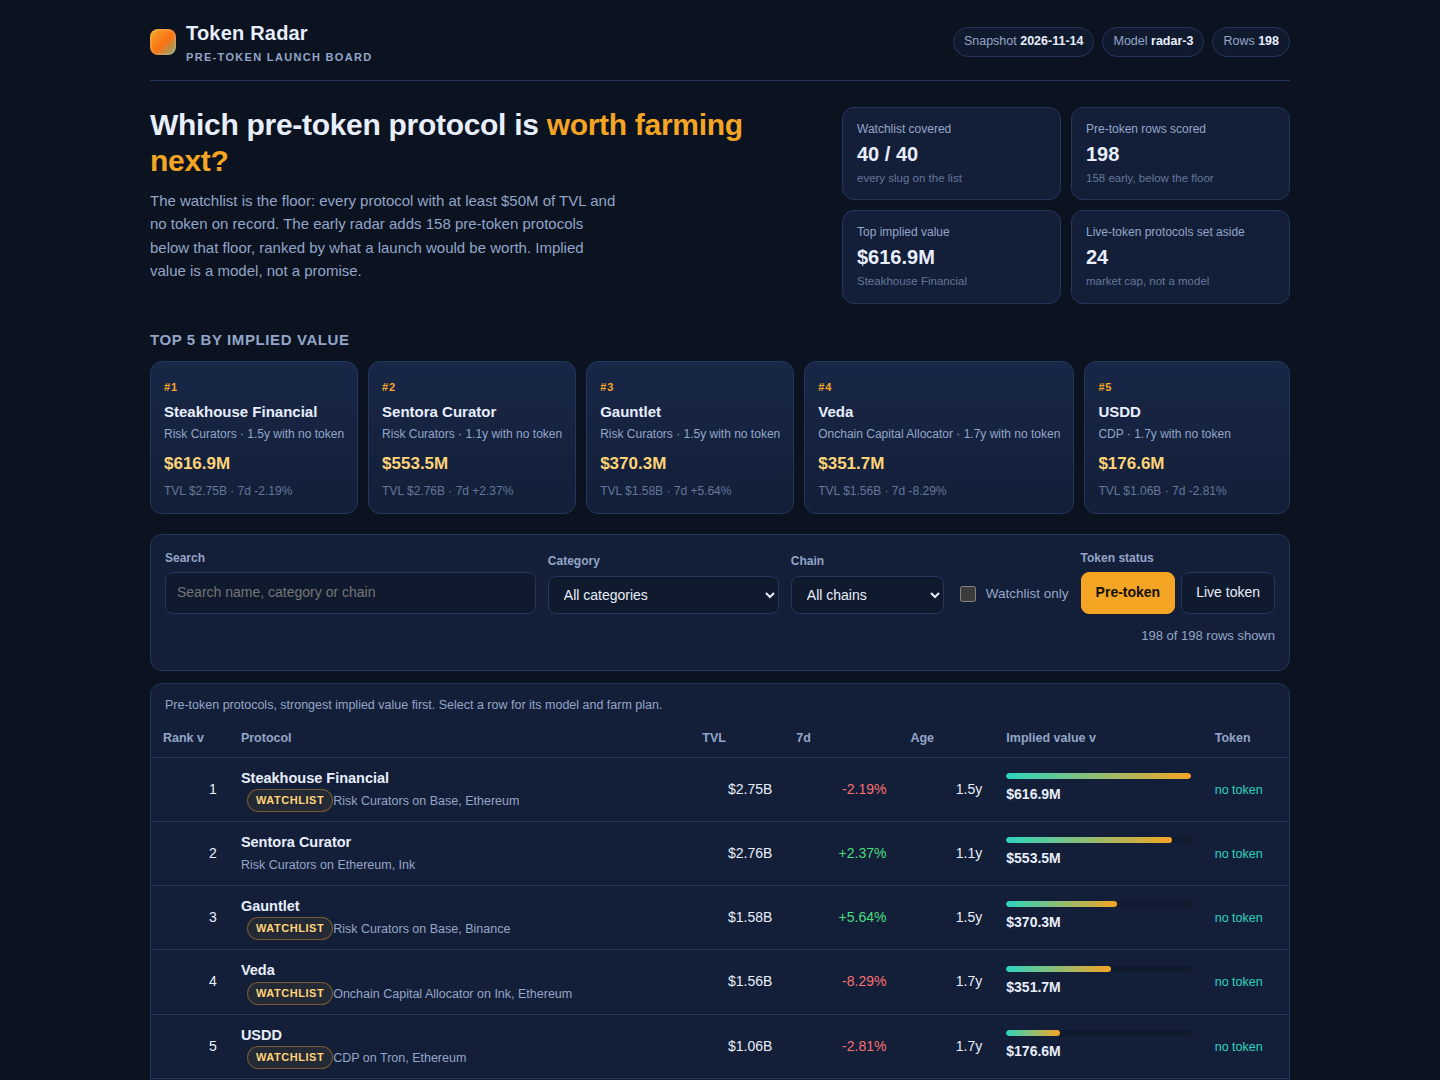 Token Radar
PRE-TOKEN LAUNCH BOARD
Snapshot 2026-11-14
Model radar-3
Rows 198
Which pre-token protocol is worth farming
next?
The watchlist is the floor: every protocol with at least $50M of TVL and
no token on record. The early radar adds 158 pre-token protocols
below that floor, ranked by what a launch would be worth. Implied
value is a model, not a promise.
Watchlist covered
40 / 40
every slug on the list
Pre-token rows scored
198
158 early, below the floor
Top implied value
$616.9M
Steakhouse Financial
Live-token protocols set aside
24
market cap, not a model
TOP 5 BY IMPLIED VALUE
#1
Steakhouse Financial
Risk Curators · 1.5y with no token
$616.9M
TVL $2.75B · 7d -2.19%
#2
Sentora Curator
Risk Curators · 1.1y with no token
$553.5M
TVL $2.76B · 7d +2.37%
#3
Gauntlet
Risk Curators · 1.5y with no token
$370.3M
TVL $1.58B · 7d +5.64%
#4
Veda
Onchain Capital Allocator · 1.7y with no token
$351.7M
TVL $1.56B · 7d -8.29%
#5
USDD
CDP · 1.7y with no token
$176.6M
TVL $1.06B · 7d -2.81%
Search
Search name, category or chain
Category
All categories
Chain
All chains
Watchlist only
Token status
Pre-token
Live token
198 of 198 rows shown
Pre-token protocols, strongest implied value first. Select a row for its model and farm plan.
Rank v Protocol TVL 7d Age Implied value v Token
1 Steakhouse Financial $2.75B -2.19% 1.5y $616.9M no token
WATCHLIST Risk Curators on Base, Ethereum
2 Sentora Curator $2.76B +2.37% 1.1y $553.5M no token
Risk Curators on Ethereum, Ink
3 Gauntlet $1.58B +5.64% 1.5y $370.3M no token
WATCHLIST Risk Curators on Base, Binance
4 Veda $1.56B -8.29% 1.7y $351.7M no token
WATCHLIST Onchain Capital Allocator on Ink, Ethereum
5 USDD $1.06B -2.81% 1.7y $176.6M no token
WATCHLIST CDP on Tron, Ethereum